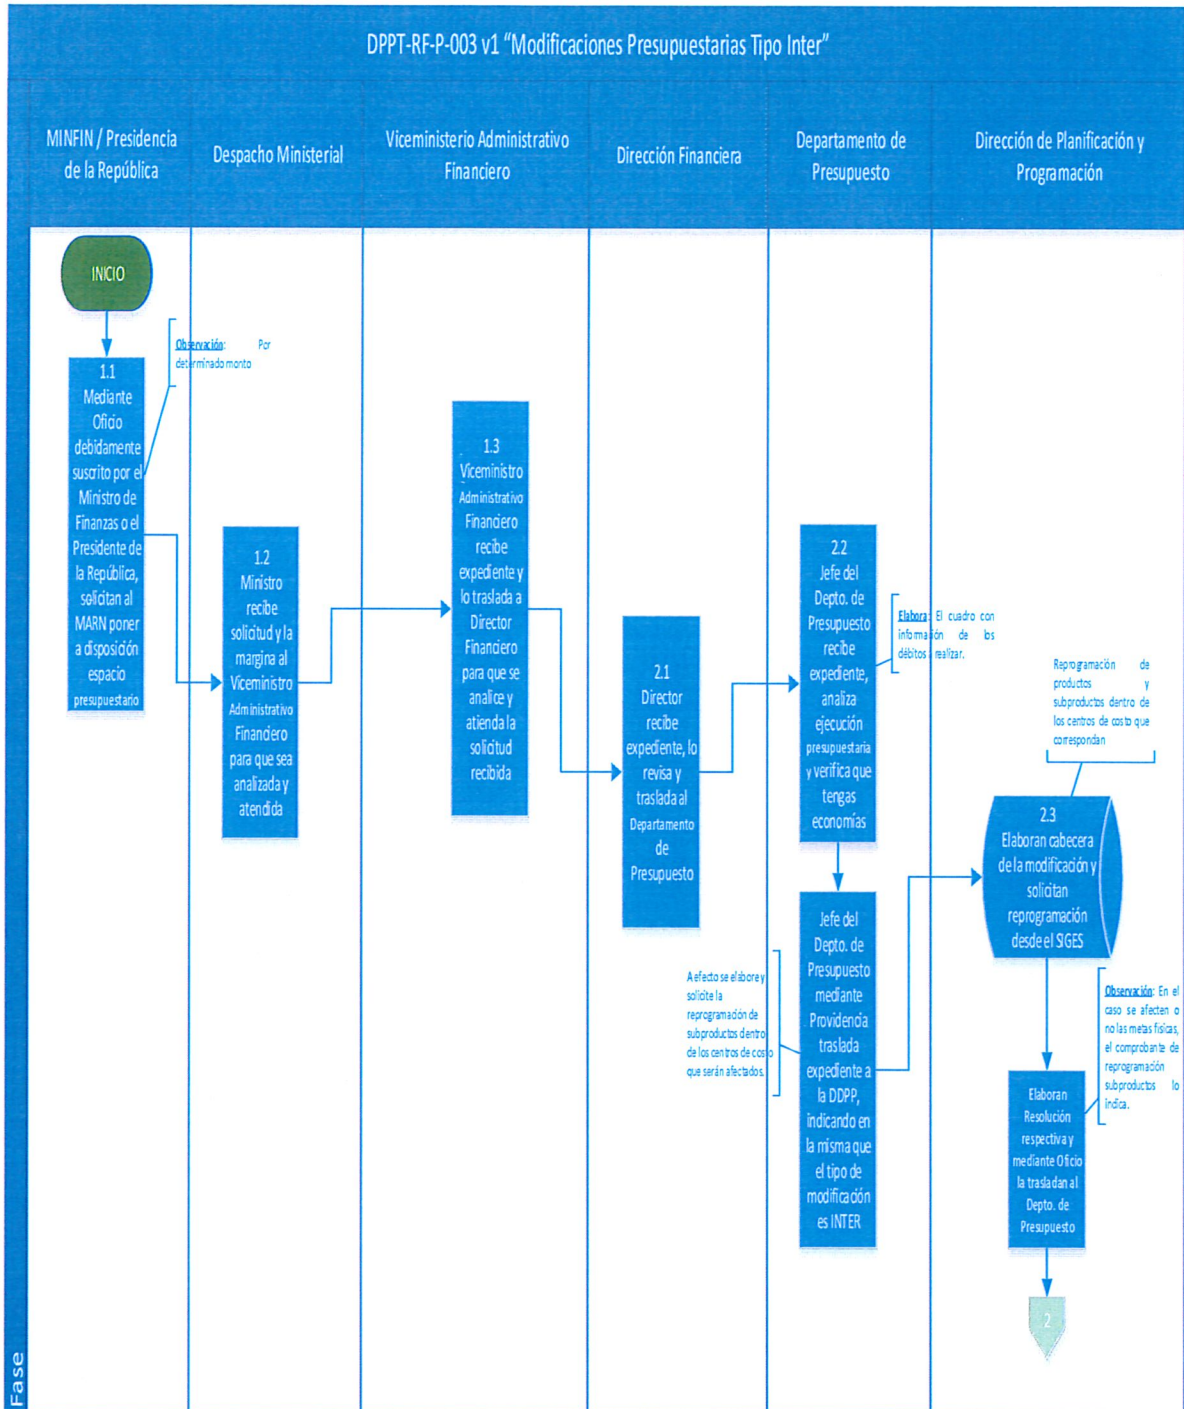 DPPT-RF-P-003 v1 “Modificaciones Presupuestarias Tipo Inter”
MINFIN / Presidencia
de la República
Despacho Ministerial
Viceministerio Administrativo
Financiero
Dirección Financiera
Departamento de
Presupuesto
Dirección de Planificación y
Programación
INICIO
Observación: Por
determinado monto
1.1
Mediante
Oficio
debidamente
suscrito por el
Ministro de
Finanzas o el
Presidente de
la República,
solicitan al
MARN poner
a disposición
espacio
presupuestario
1.2
Ministro
recibe
solicitud y la
margina al
Viceministro
Administrativo
Financiero
para que sea
analizada y
atendida
1.3
Viceministro
Administrativo
Financiero
recibe
expediente y
lo traslada a
Director
Financiero
para que se
analice y
atienda la
solicitud
recibida
2.1
Director
recibe
expediente, lo
revisa y
traslada al
Departamento
de
Presupuesto
2.2
Jefe del
Depto. de
Presupuesto
recibe
expediente,
analiza
ejecución
presupuestaria
y verifica que
tengas
economías
Elabora: El cuadro con
información de los
débitos a realizar.
Jefe del
Depto. de
Presupuesto
mediante
Providencia
traslada
expediente a
la DDPP,
indicando en
la misma que
el tipo de
modificación
es INTER
A efecto se elabore y
solicite la
reprogramación de
subproductos dentro
de los centros de costo
que serán afectados.
Reprogramación de
productos y
subproductos dentro de
los centros de costo que
correspondan
2.3
Elaboran cabecera
de la modificación y
solicitan
reprogramación
desde el SIGES
Observación: En el
caso se afecten o
no las metas físicas,
el comprobante de
reprogramación
subproductos lo
indica.
Elaboran
Resolución
respectiva y
mediante Oficio
la trasladan al
Depto. de
Presupuesto
2
Fase